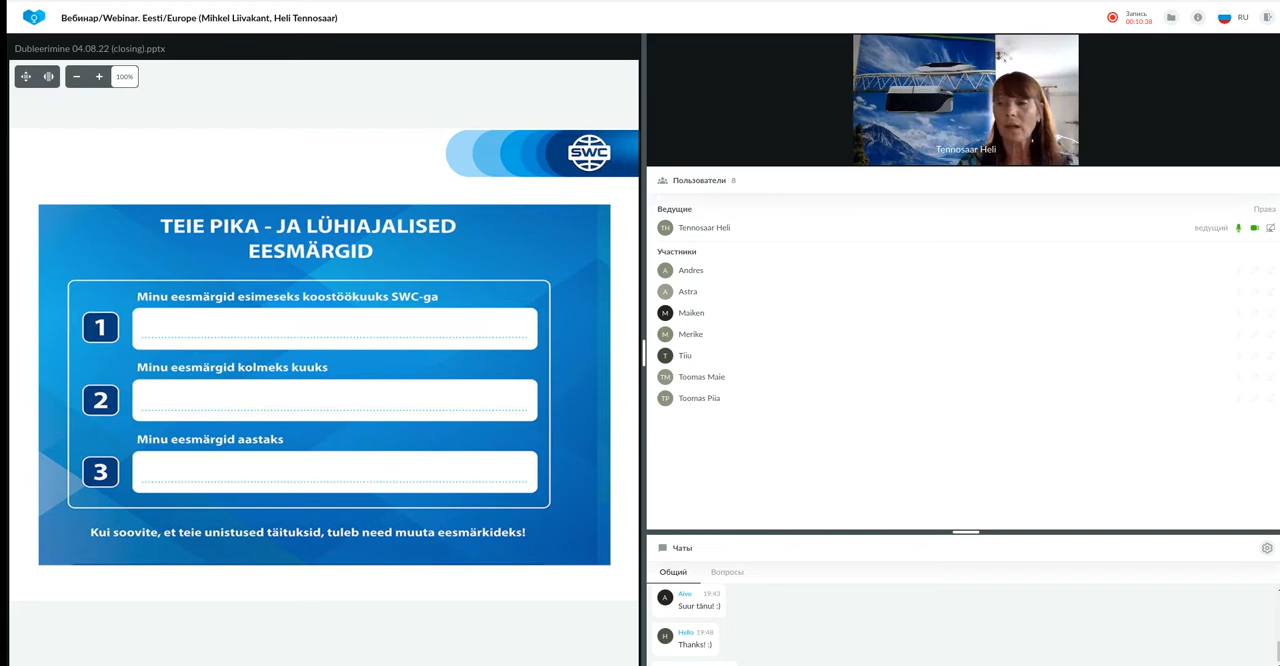 Вебинар/Webinar. Eesti/Europe (Mihkel Liivakant, Heli Tennosaar)
Запись
00:10:38
RU
Dubleerimine 04.08.22 (closing).pptx
100%
SWC
TEIE PIKA - JA LÜHIAJALISED
EESMÄRGID
Minu eesmärgid esimeseks koostöökuuks SWC-ga
1
Minu eesmärgid kolmeks kuuks
2
Minu eesmärgid aastaks
3
Kui soovite, et teie unistused täituksid, tuleb need muuta eesmärkideks!
Tennosaar Heli
Пользователи 8
Ведущие Права
TH Tennosaar Heli ведущий
Участники
A Andres
A Astra
M Maiken
M Merike
T Tiiu
TM Toomas Maie
TP Toomas Piia
Чаты
Общий Вопросы
A Aivo 19:43
Suur tänu! :)
H Hello 19:48
Thanks! :)